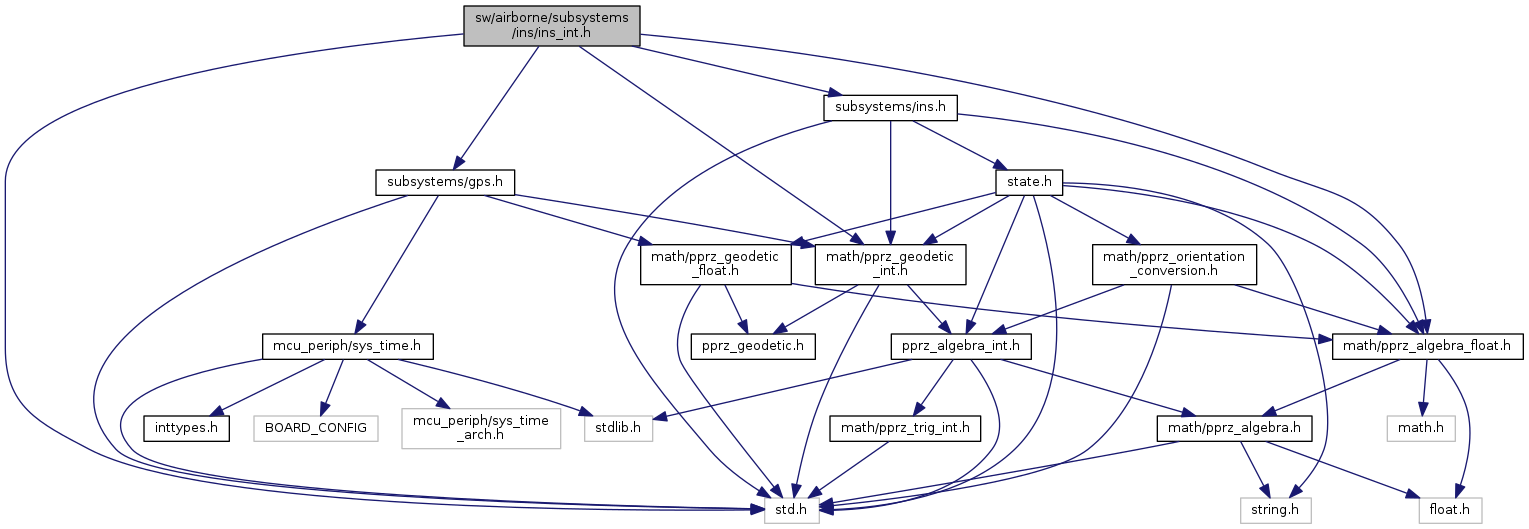 sw/airborne/subsystems
/ins/ins_int.h
subsystems/ins.h
subsystems/gps.h
state.h
math/pprz_geodetic
_float.h
math/pprz_geodetic
_int.h
math/pprz_orientation
_conversion.h
mcu_periph/sys_time.h
pprz_geodetic.h
pprz_algebra_int.h
math/pprz_algebra_float.h
inttypes.h
BOARD_CONFIG
mcu_periph/sys_time
_arch.h
stdlib.h
math/pprz_trig_int.h
math/pprz_algebra.h
math.h
std.h
string.h
float.h